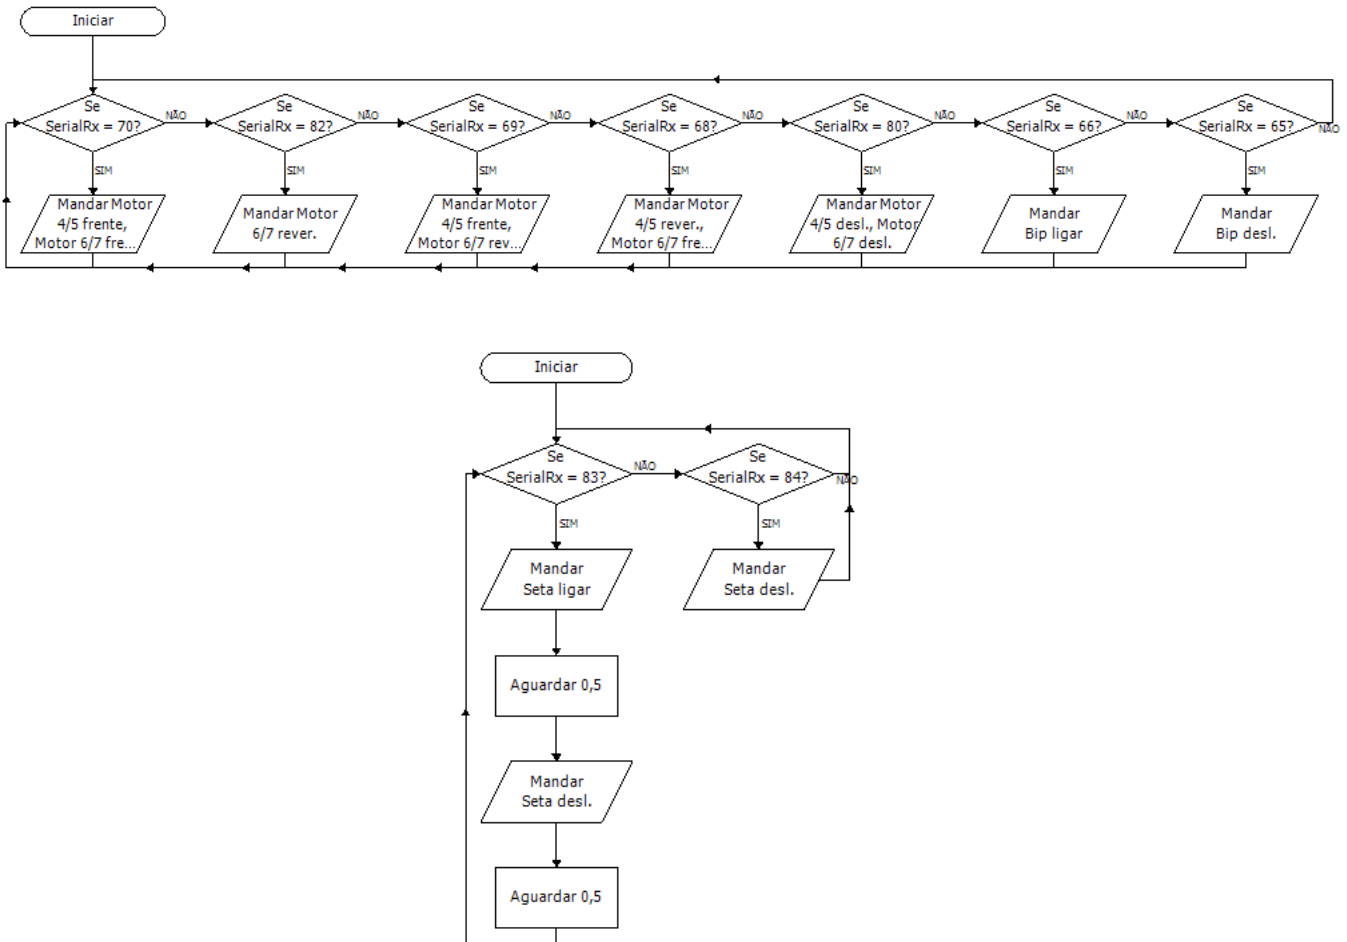 Iniciar
Se
SerialRx = 70?
NÃO
Se
SerialRx = 82?
NÃO
Se
SerialRx = 69?
NÃO
Se
SerialRx = 68?
NÃO
Se
SerialRx = 80?
NÃO
Se
SerialRx = 66?
NÃO
Se
SerialRx = 65?
NÃO
SIM
SIM
SIM
SIM
SIM
SIM
SIM
Mandar Motor
4/5 frente,
Motor 6/7 fre...
Mandar Motor
6/7 rever.
Mandar Motor
4/5 frente,
Motor 6/7 rev...
Mandar Motor
4/5 rever.,
Motor 6/7 fre...
Mandar Motor
4/5 desl., Motor
6/7 desl.
Mandar
Bip ligar
Mandar
Bip desl.
Iniciar
Se
SerialRx = 83?
NÃO
Se
SerialRx = 84?
NÃO
SIM
SIM
Mandar
Seta ligar
Mandar
Seta desl.
Aguardar 0,5
Mandar
Seta desl.
Aguardar 0,5